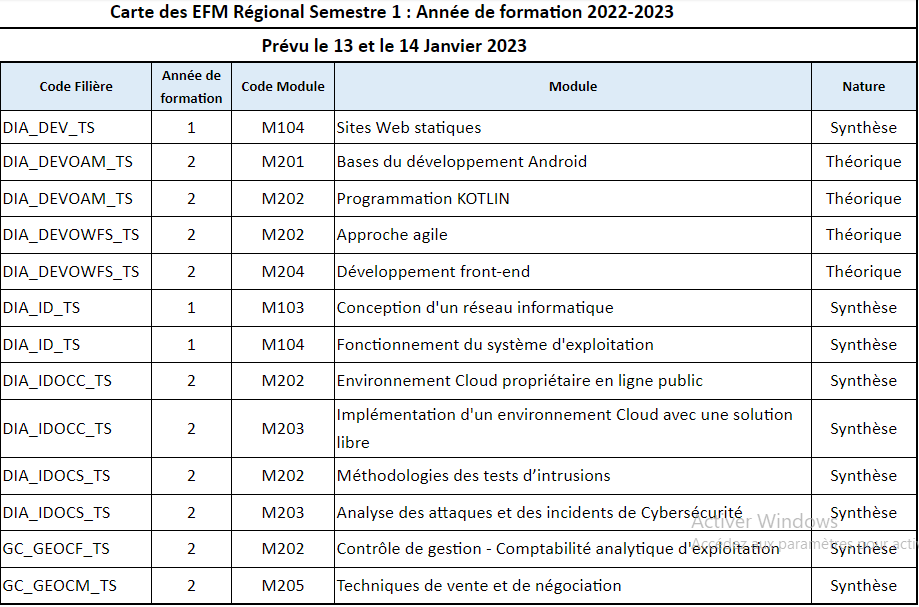 Carte des EFM Régional Semestre 1 : Année de formation 2022-2023
Prévu le 13 et le 14 Janvier 2023
Code Filière Année de formation Code Module Module Nature
DIA_DEV_TS 1 M104 Sites Web statiques Synthèse
DIA_DEVOAM_TS 2 M201 Bases du développement Android Théorique
DIA_DEVOAM_TS 2 M202 Programmation KOTLIN Théorique
DIA_DEVOWFS_TS 2 M202 Approche agile Théorique
DIA_DEVOWFS_TS 2 M204 Développement front-end Théorique
DIA_ID_TS 1 M103 Conception d'un réseau informatique Synthèse
DIA_ID_TS 1 M104 Fonctionnement du système d'exploitation Synthèse
DIA_IDOCC_TS 2 M202 Environnement Cloud propriétaire en ligne public Synthèse
DIA_IDOCC_TS 2 M203 Implémentation d'un environnement Cloud avec une solution libre Synthèse
DIA_IDOCS_TS 2 M202 Méthodologies des tests d’intrusions Synthèse
DIA_IDOCS_TS 2 M203 Analyse des attaques et des incidents de Cybersécurité Synthèse
Activer Windows
Accédez aux paramètres pour acti
GC_GEOCF_TS 2 M202 Contrôle de gestion - Comptabilité analytique d'exploitation Synthèse
GC_GEOCM_TS 2 M205 Techniques de vente et de négociation Synthèse